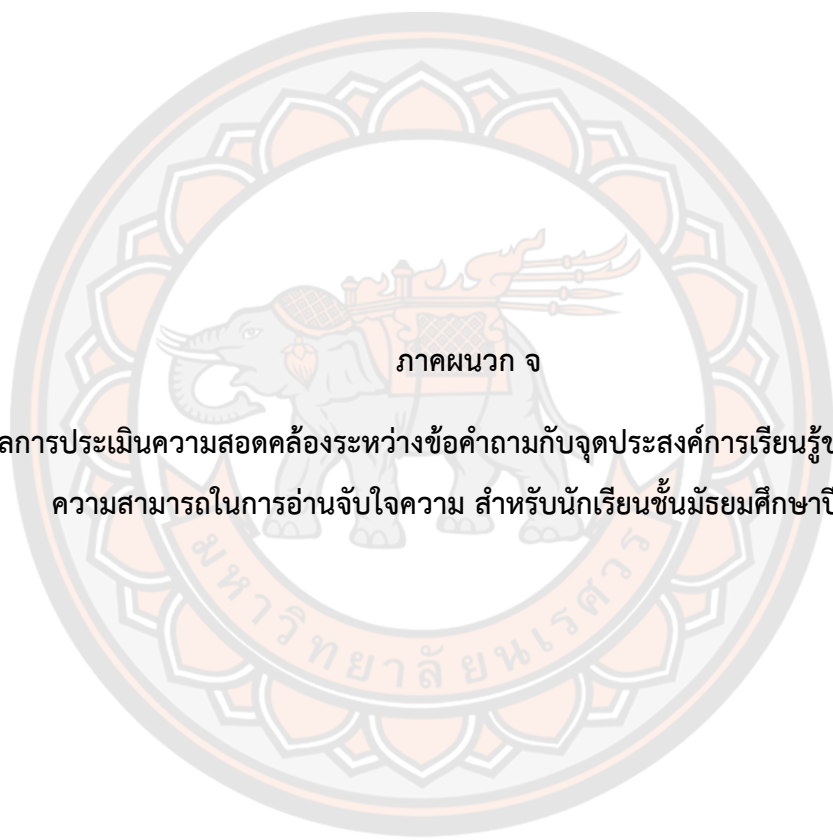 ภาคผนวก จ
ลการประเมินความสอดคล้องระหว่างข้อคำถามกับจุดประสงค์การเรียนรู้ข
ความสามารถในการอ่านจับใจความ สำหรับนักเรียนชั้นมัธยมศึกษาปี
มหาวิทยาลัยนเรศวร